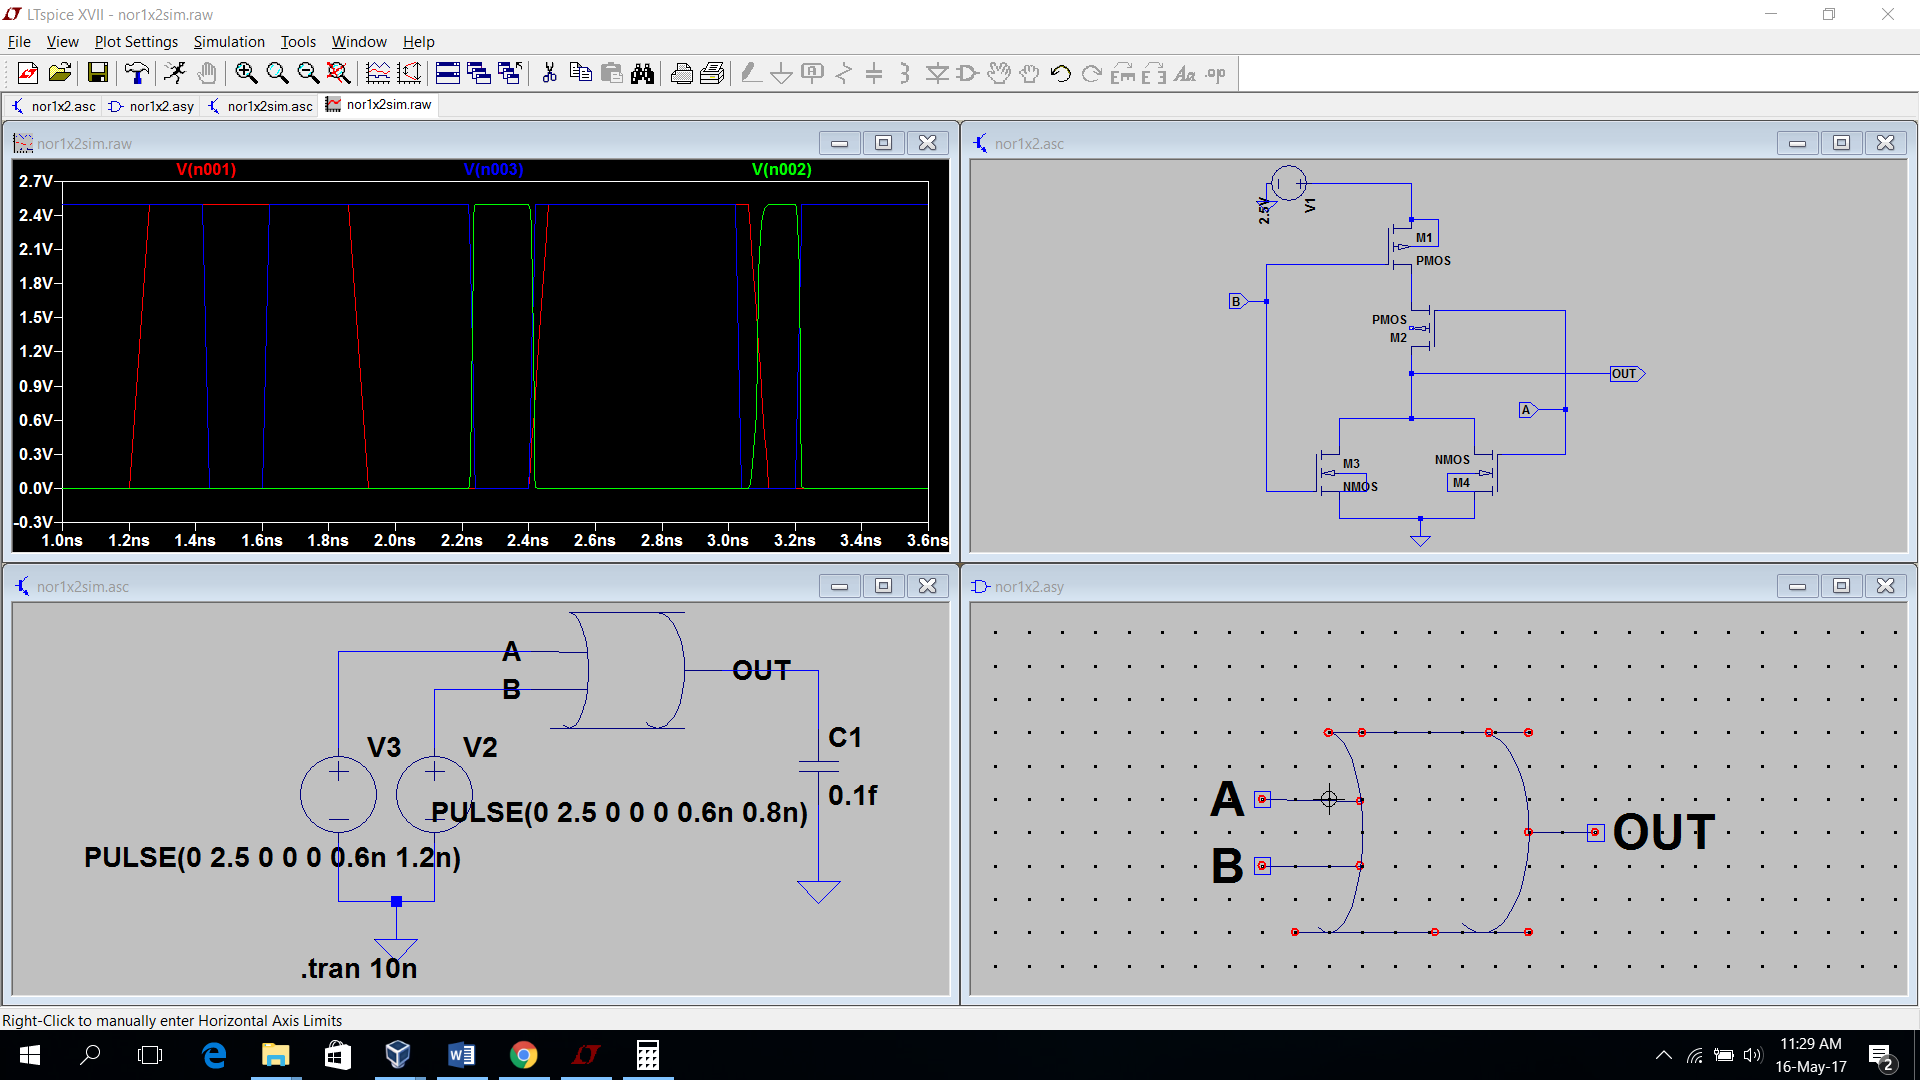 LTspice XVII - nor1x2sim.raw
File View Plot Settings Simulation Tools Window Help
nor1x2.asc nor1x2.asy nor1x2sim.asc nor1x2sim.raw
nor1x2sim.raw
V(n001) V(n003) V(n002)
2.7V
2.4V
2.1V
1.8V
1.5V
1.2V
0.9V
0.6V
0.3V
0.0V
-0.3V
1.0ns 1.2ns 1.4ns 1.6ns 1.8ns 2.0ns 2.2ns 2.4ns 2.6ns 2.8ns 3.0ns 3.2ns 3.4ns 3.6ns
nor1x2.asc
2.5V
V1
M1
PMOS
B
PMOS
M2
OUT
A
M3
NMOS
NMOS
M4
nor1x2sim.asc
A
B
OUT
V3
V2
C1
0.1f
PULSE(0 2.5 0 0 0 0.6n 0.8n)
PULSE(0 2.5 0 0 0 0.6n 1.2n)
.tran 10n
nor1x2.asy
A
B
OUT
Right-Click to manually enter Horizontal Axis Limits
11:29 AM
16-May-17
2